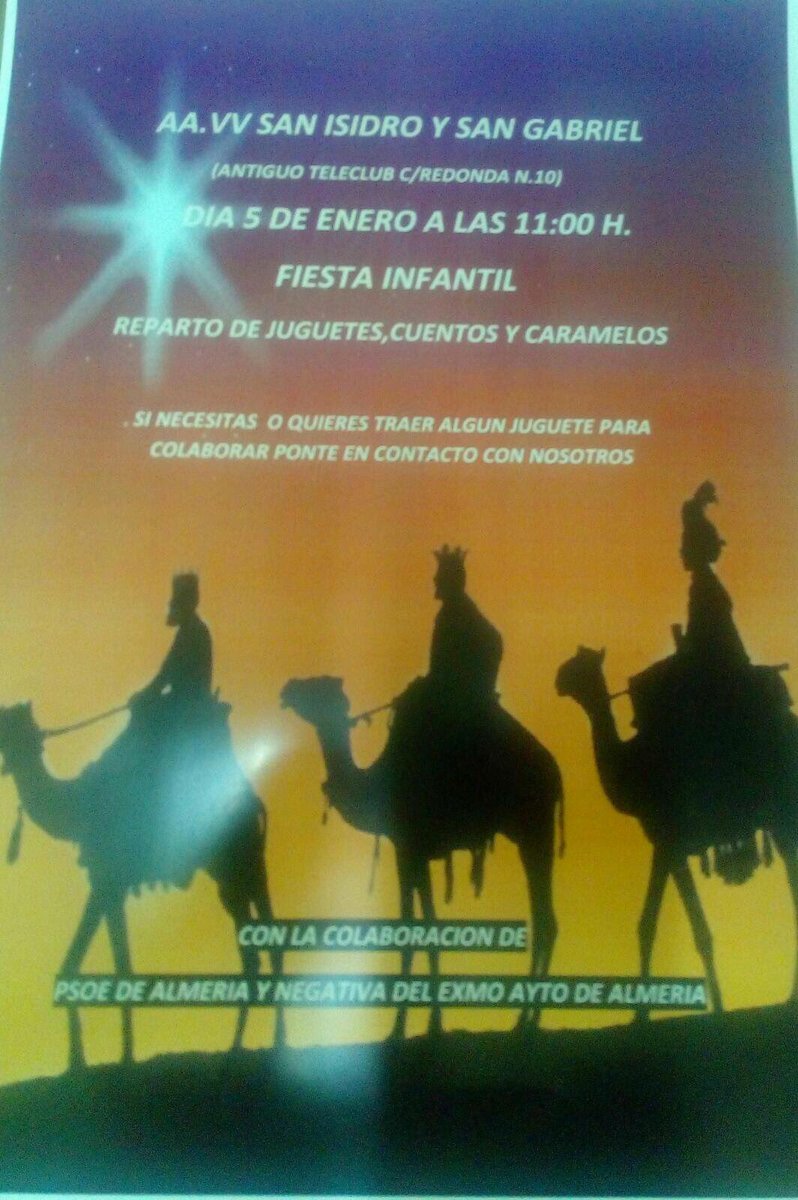 AA.VV SAN ISIDRO Y SAN GABRIEL
(ANTIGUO TELECLUB C/REDONDA N.10)
DIA 5 DE ENERO A LAS 11:00 H.
FIESTA INFANTIL
REPARTO DE JUGUETES,CUENTOS Y CARAMELOS
. SI NECESITAS O QUIERES TRAER ALGUN JUGUETE PARA
COLABORAR PONTE EN CONTACTO CON NOSOTROS
CON LA COLABORACION DE
PSOE DE ALMERIA Y NEGATIVA DEL EXMO AYTO DE ALMERIA